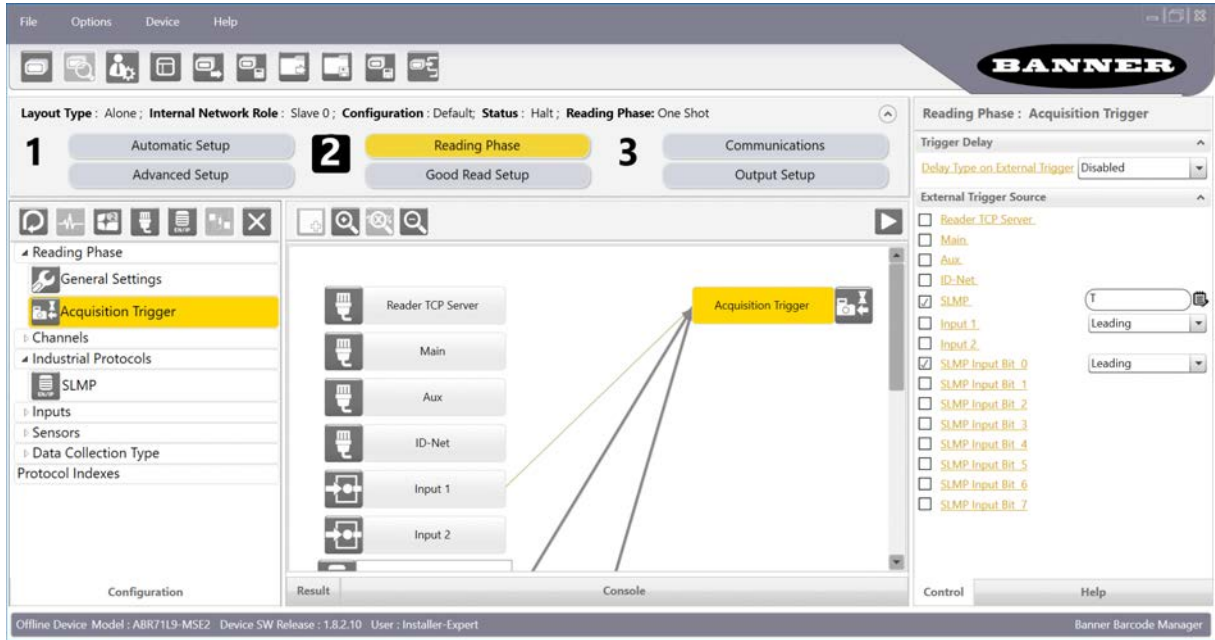 File Options Device Help
BANNER
Layout Type : Alone ; Internal Network Role : Slave 0 ; Configuration : Default; Status : Halt ; Reading Phase: One Shot
1 Automatic Setup 2 Reading Phase 3 Communications
Advanced Setup Good Read Setup Output Setup
Reading Phase
General Settings
Acquisition Trigger
Channels
Industrial Protocols
SLMP
Inputs
Sensors
Data Collection Type
Protocol Indexes
Configuration
Reader TCP Server
Main
Aux
ID-Net
Input 1
Input 2
Acquisition Trigger
Result Console
Reading Phase : Acquisition Trigger
Trigger Delay
Delay Type on External Trigger Disabled
External Trigger Source
Reader TCP Server
Main
Aux
ID-Net
SLMP T
Input 1 Leading
Input 2
SLMP Input Bit 0 Leading
SLMP Input Bit 1
SLMP Input Bit 2
SLMP Input Bit 3
SLMP Input Bit 4
SLMP Input Bit 5
SLMP Input Bit 6
SLMP Input Bit 7
Control Help
Offline Device Model : ABR71L9-MSE2 Device SW Release : 1.8.2.10 User : Installer-Expert
Banner Barcode Manager